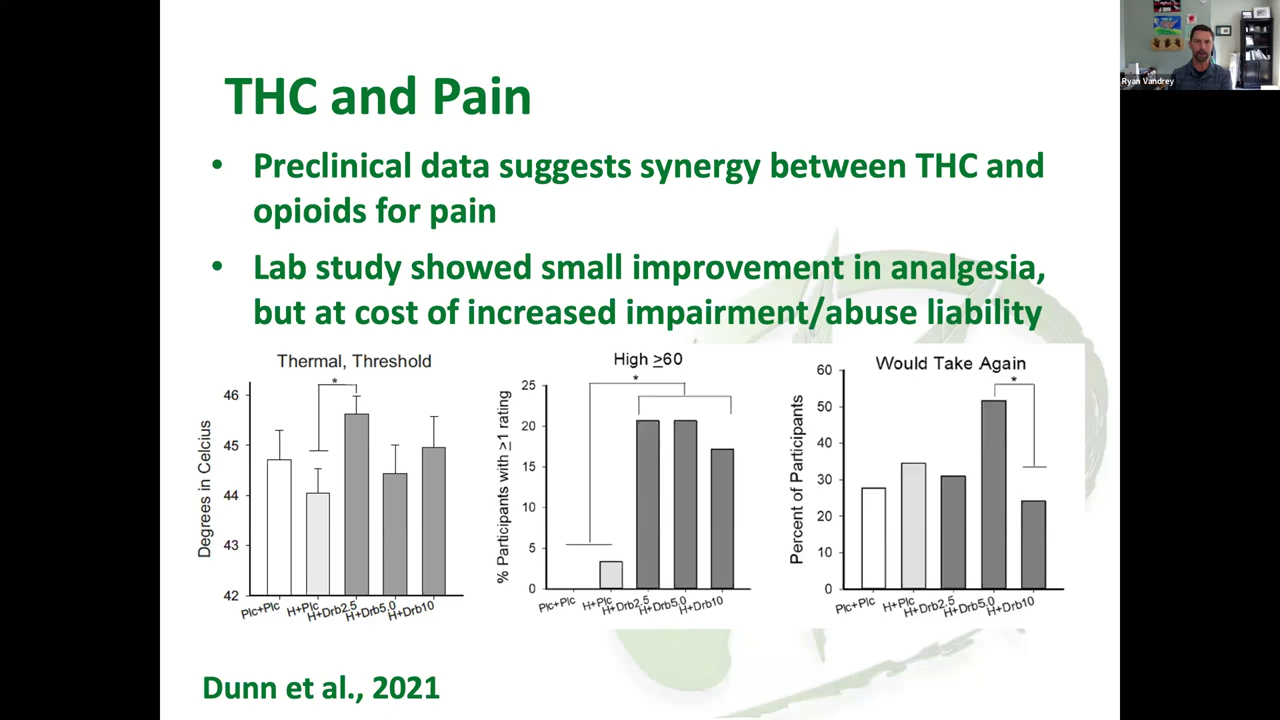 THC and Pain
• Preclinical data suggests synergy between THC and
opioids for pain
• Lab study showed small improvement in analgesia,
but at cost of increased impairment/abuse liability
Thermal, Threshold
*
Degrees in Celcius
46
45
44
43
42
Plc+Plc
H+Plc
H+Drb2.5
H+Drb5.0
H+Drb10
High ≥60
*
% Participants with ≥1 rating
25
20
15
10
5
0
Plc+Plc
H+Plc
H+Drb2.5
H+Drb5.0
H+Drb10
Would Take Again
*
Percent of Participants
60
50
40
30
20
10
0
Plc+Plc
H+Plc
H+Drb2.5
H+Drb5.0
H+Drb10
Dunn et al., 2021
Ryan Vandrey